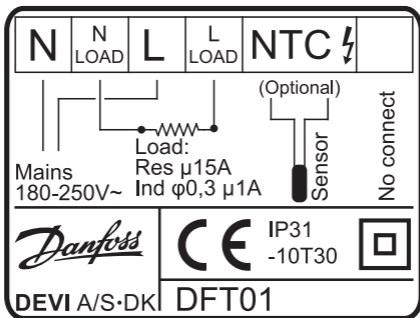 N N LOAD L L LOAD NTC
(Optional)
Load:
Res µ15A
Ind φ0,3 µ1A
Mains
180-250V~
Sensor
No connect
Danfoss
CE
IP31
-10T30
DEVI A/S·DK
DFT01